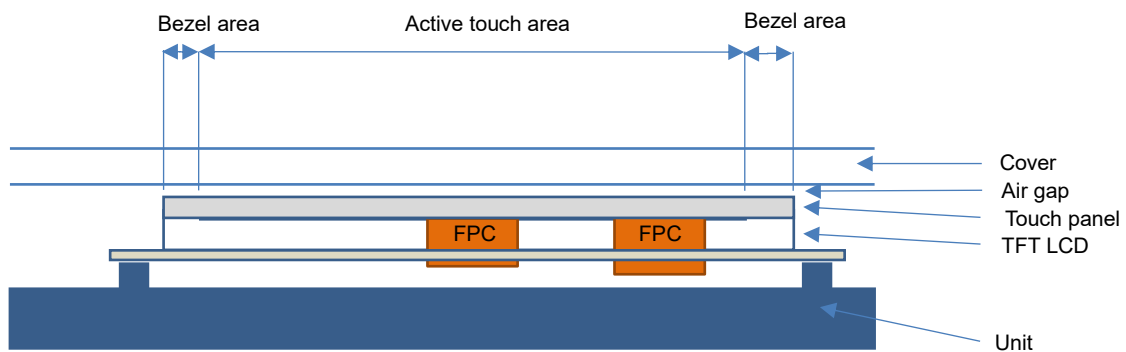 Bezel area
Active touch area
Bezel area
Cover
Air gap
Touch panel
FPC
FPC
TFT LCD
Unit